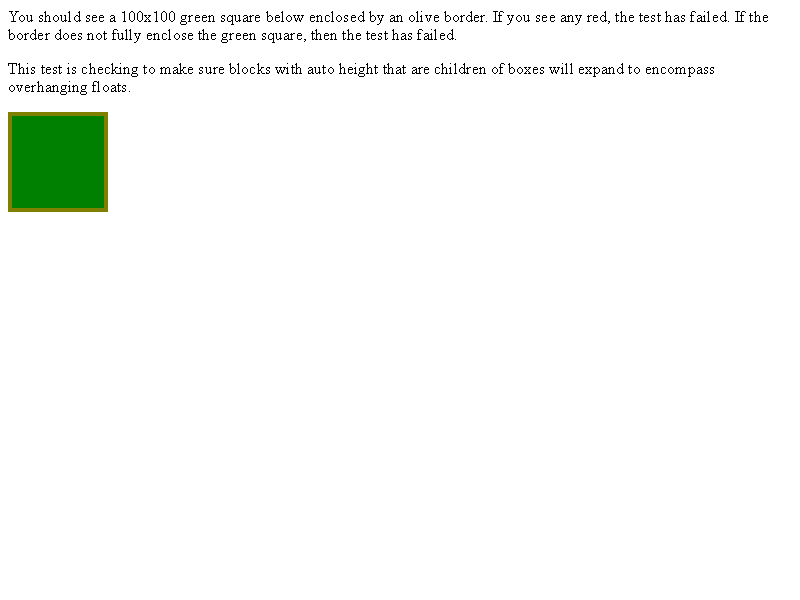 You should see a 100x100 green square below enclosed by an olive border. If you see any red, the test has failed. If the
border does not fully enclose the green square, then the test has failed.
This test is checking to make sure blocks with auto height that are children of boxes will expand to encompass
overhanging floats.